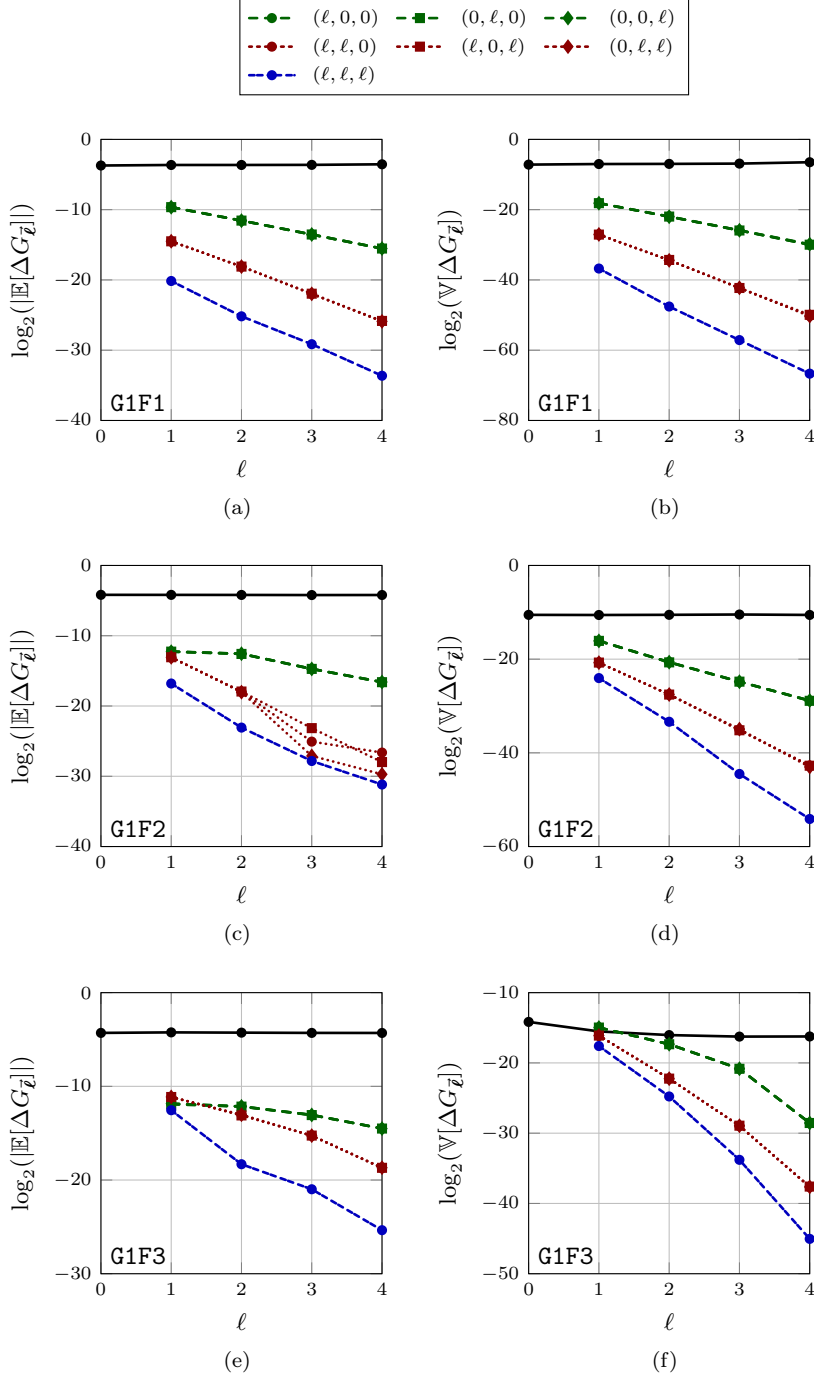 (ℓ, 0, 0) (0, ℓ, 0) (0, 0, ℓ)
(ℓ, ℓ, 0) (ℓ, 0, ℓ) (0, ℓ, ℓ)
(ℓ, ℓ, ℓ)
log₂(|𝔼[ΔG_ℓ⃗]|)
0
−10
−20
−30
−40
0 1 2 3 4
G1F1
ℓ
(a)
log₂(𝕍[ΔG_ℓ⃗])
0
−20
−40
−60
−80
0 1 2 3 4
G1F1
ℓ
(b)
log₂(|𝔼[ΔG_ℓ⃗]|)
0
−10
−20
−30
−40
0 1 2 3 4
G1F2
ℓ
(c)
log₂(𝕍[ΔG_ℓ⃗])
0
−20
−40
−60
0 1 2 3 4
G1F2
ℓ
(d)
log₂(|𝔼[ΔG_ℓ⃗]|)
0
−10
−20
−30
0 1 2 3 4
G1F3
ℓ
(e)
log₂(𝕍[ΔG_ℓ⃗])
−10
−20
−30
−40
−50
0 1 2 3 4
G1F3
ℓ
(f)